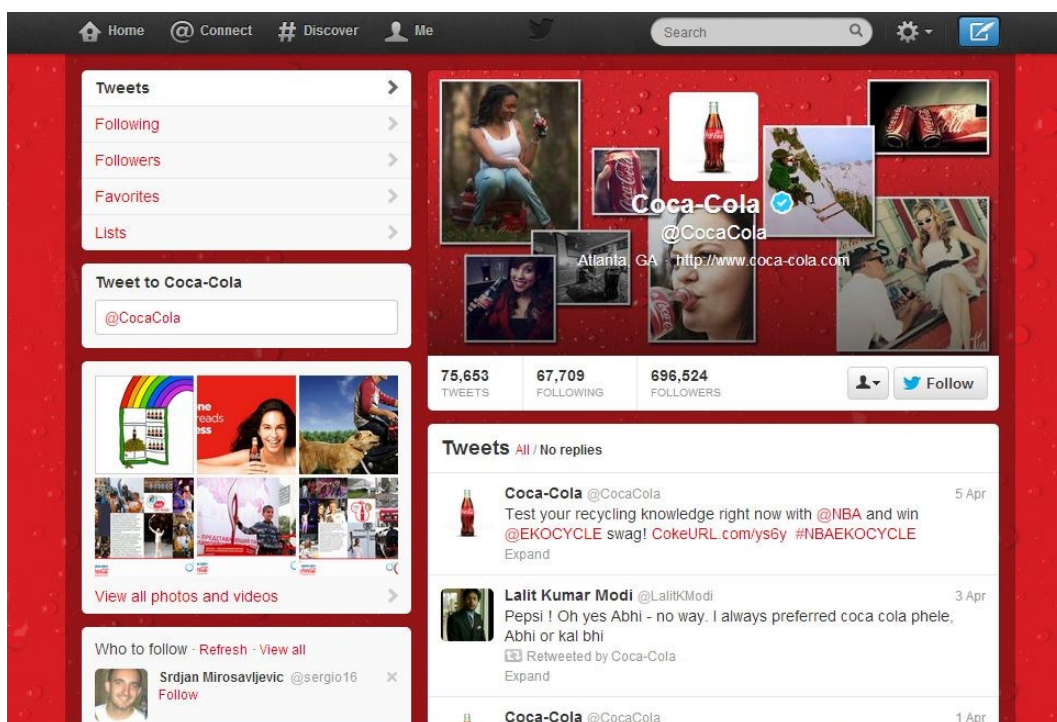 Home Connect Discover Me Search
Tweets
Following
Followers
Favorites
Lists
Tweet to Coca-Cola
@CocaCola
View all photos and videos
Who to follow · Refresh · View all
Srdjan Mirosavljevic @sergio16
Follow
Coca-Cola
@CocaCola
Atlanta, GA · http://www.coca-cola.com
75,653 67,709 696,524
TWEETS FOLLOWING FOLLOWERS
Follow
Tweets All / No replies
Coca-Cola @CocaCola 5 Apr
Test your recycling knowledge right now with @NBA and win
@EKOCYCLE swag! CokeURL.com/ys6y #NBAEKOCYCLE
Expand
Lalit Kumar Modi @LalitKModi 3 Apr
Pepsi ! Oh yes Abhi - no way. I always preferred coca cola phele,
Abhi or kal bhi
Retweeted by Coca-Cola
Expand
Coca-Cola @CocaCola 1 Apr